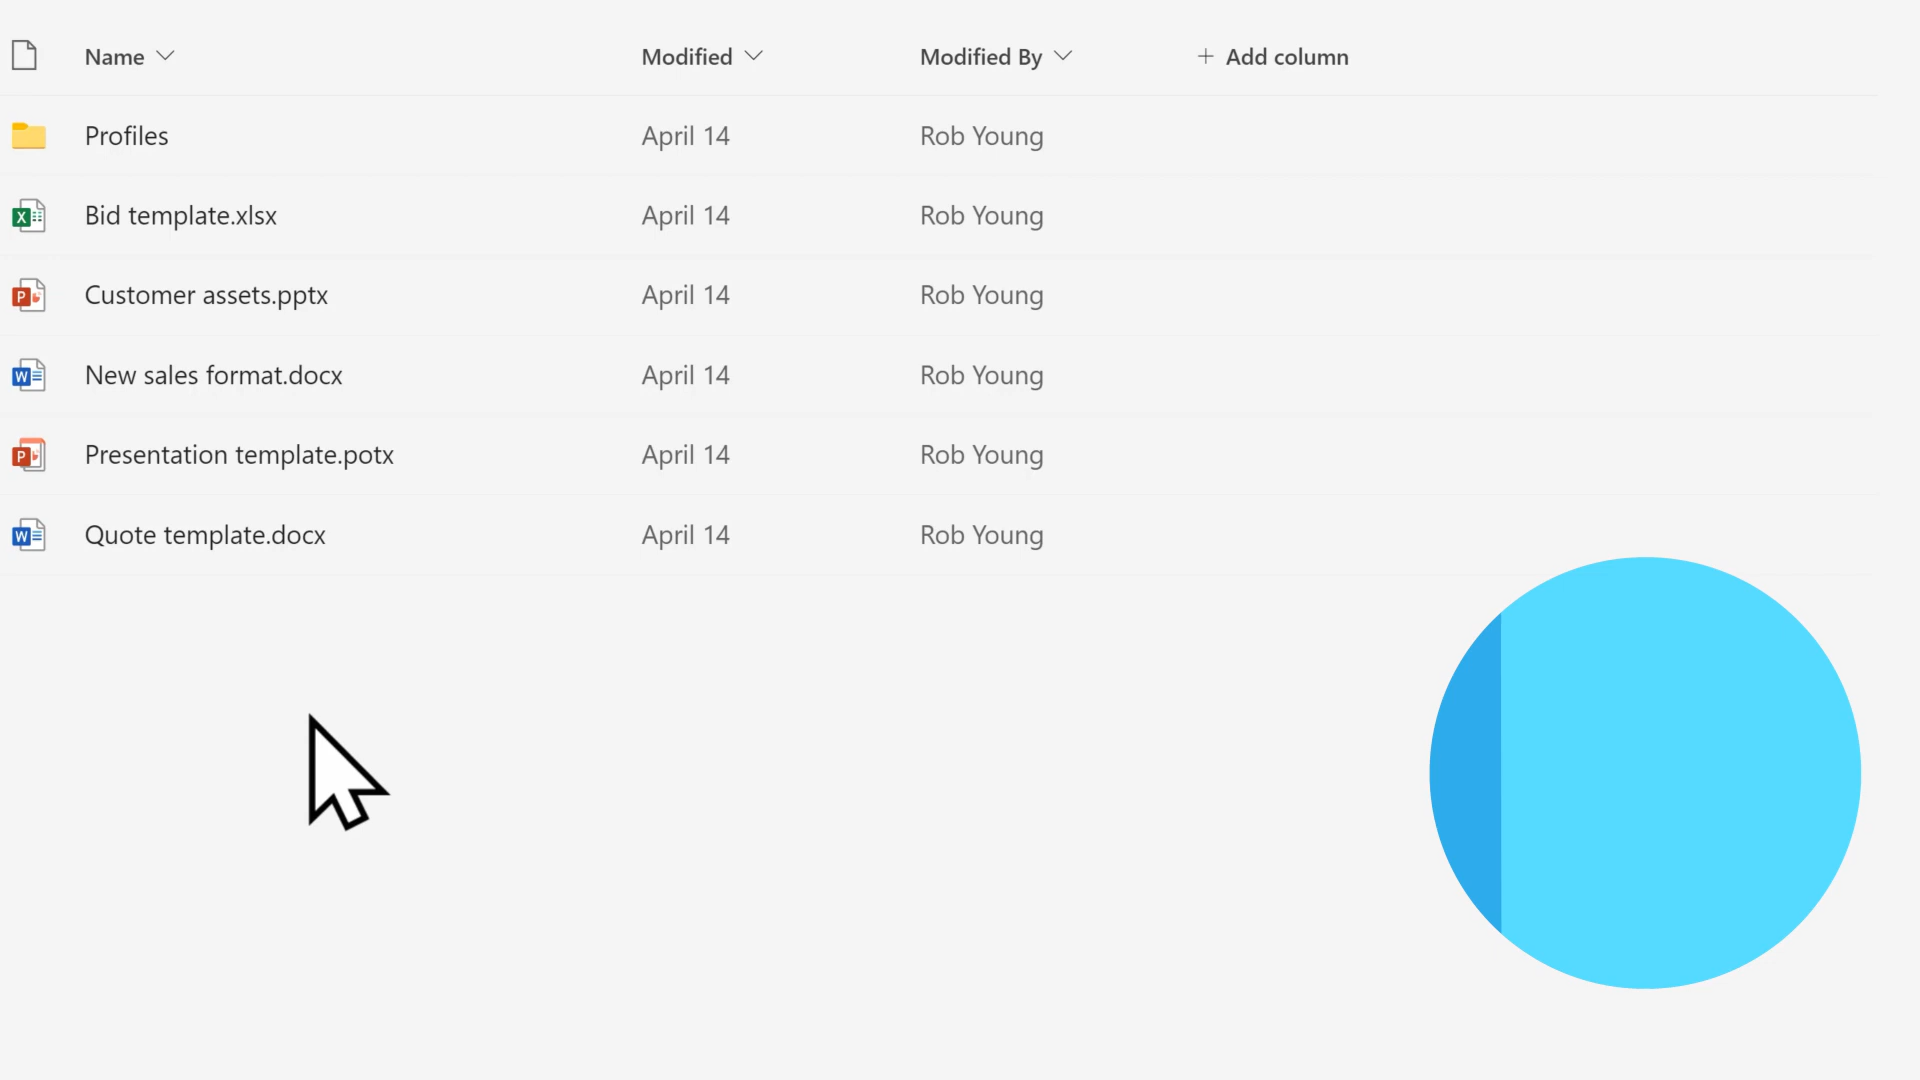 Name Modified Modified By + Add column
Profiles April 14 Rob Young
X Bid template.xlsx April 14 Rob Young
P Customer assets.pptx April 14 Rob Young
W New sales format.docx April 14 Rob Young
P Presentation template.potx April 14 Rob Young
W Quote template.docx April 14 Rob Young